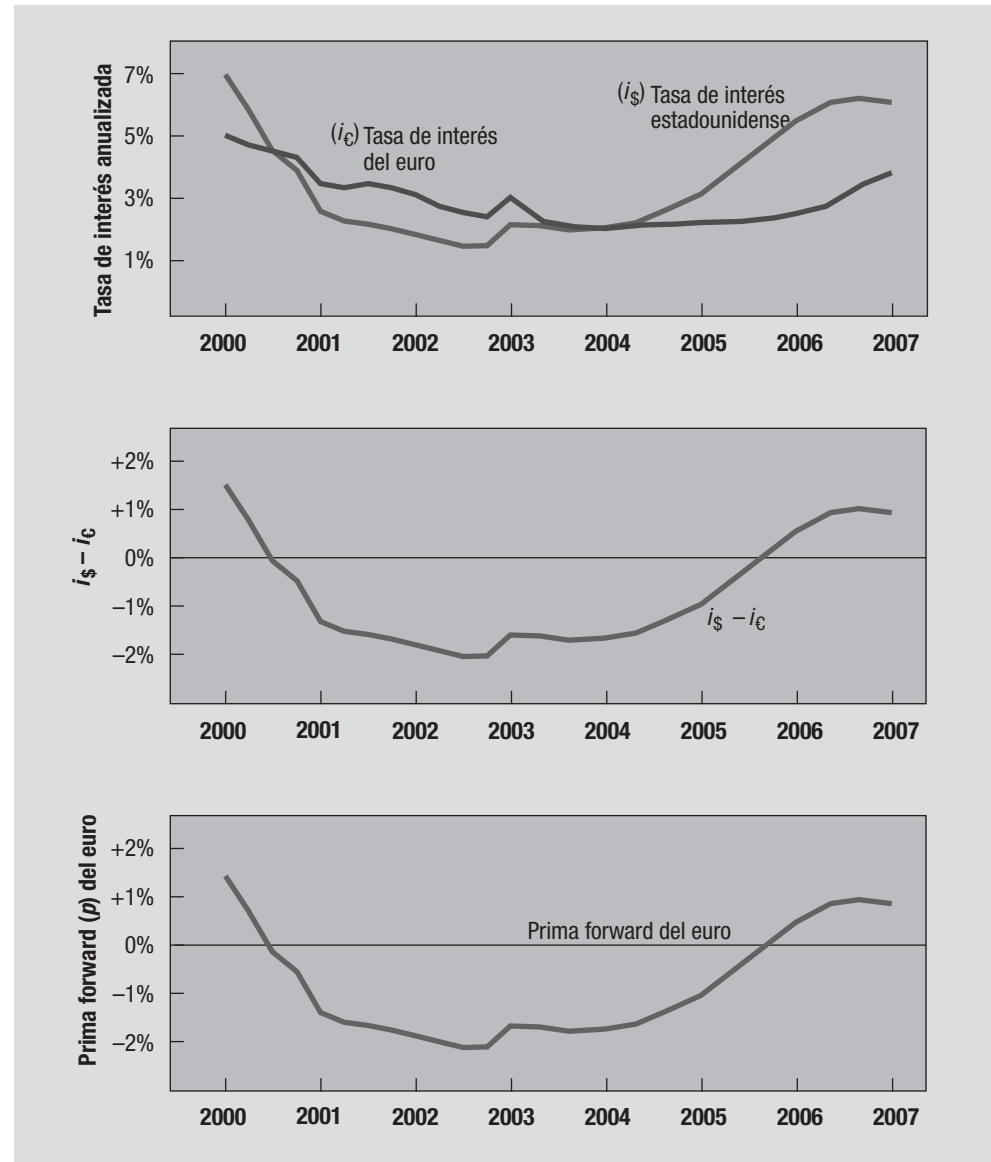 Tasa de interés anualizada
7%
5%
3%
1%
(i€) Tasa de interés
del euro
(i$) Tasa de interés
estadounidense
2000 2001 2002 2003 2004 2005 2006 2007
i$ – i€
+2%
+1%
0%
–1%
–2%
i$ – i€
2000 2001 2002 2003 2004 2005 2006 2007
Prima forward (p) del euro
+2%
+1%
0%
–1%
–2%
Prima forward del euro
2000 2001 2002 2003 2004 2005 2006 2007